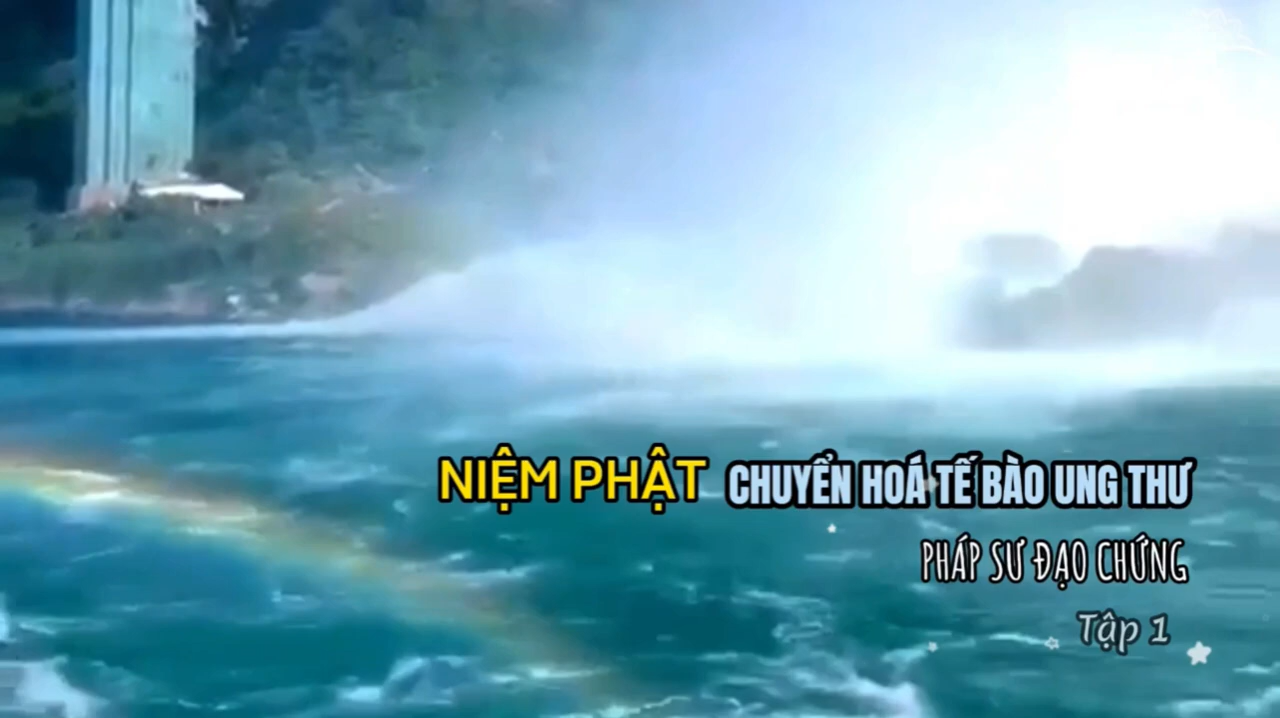 NIỆM PHẬT CHUYỂN HOÁ TẾ BÀO UNG THƯ
PHÁP SƯ ĐẠO CHỨNG
Tập 1